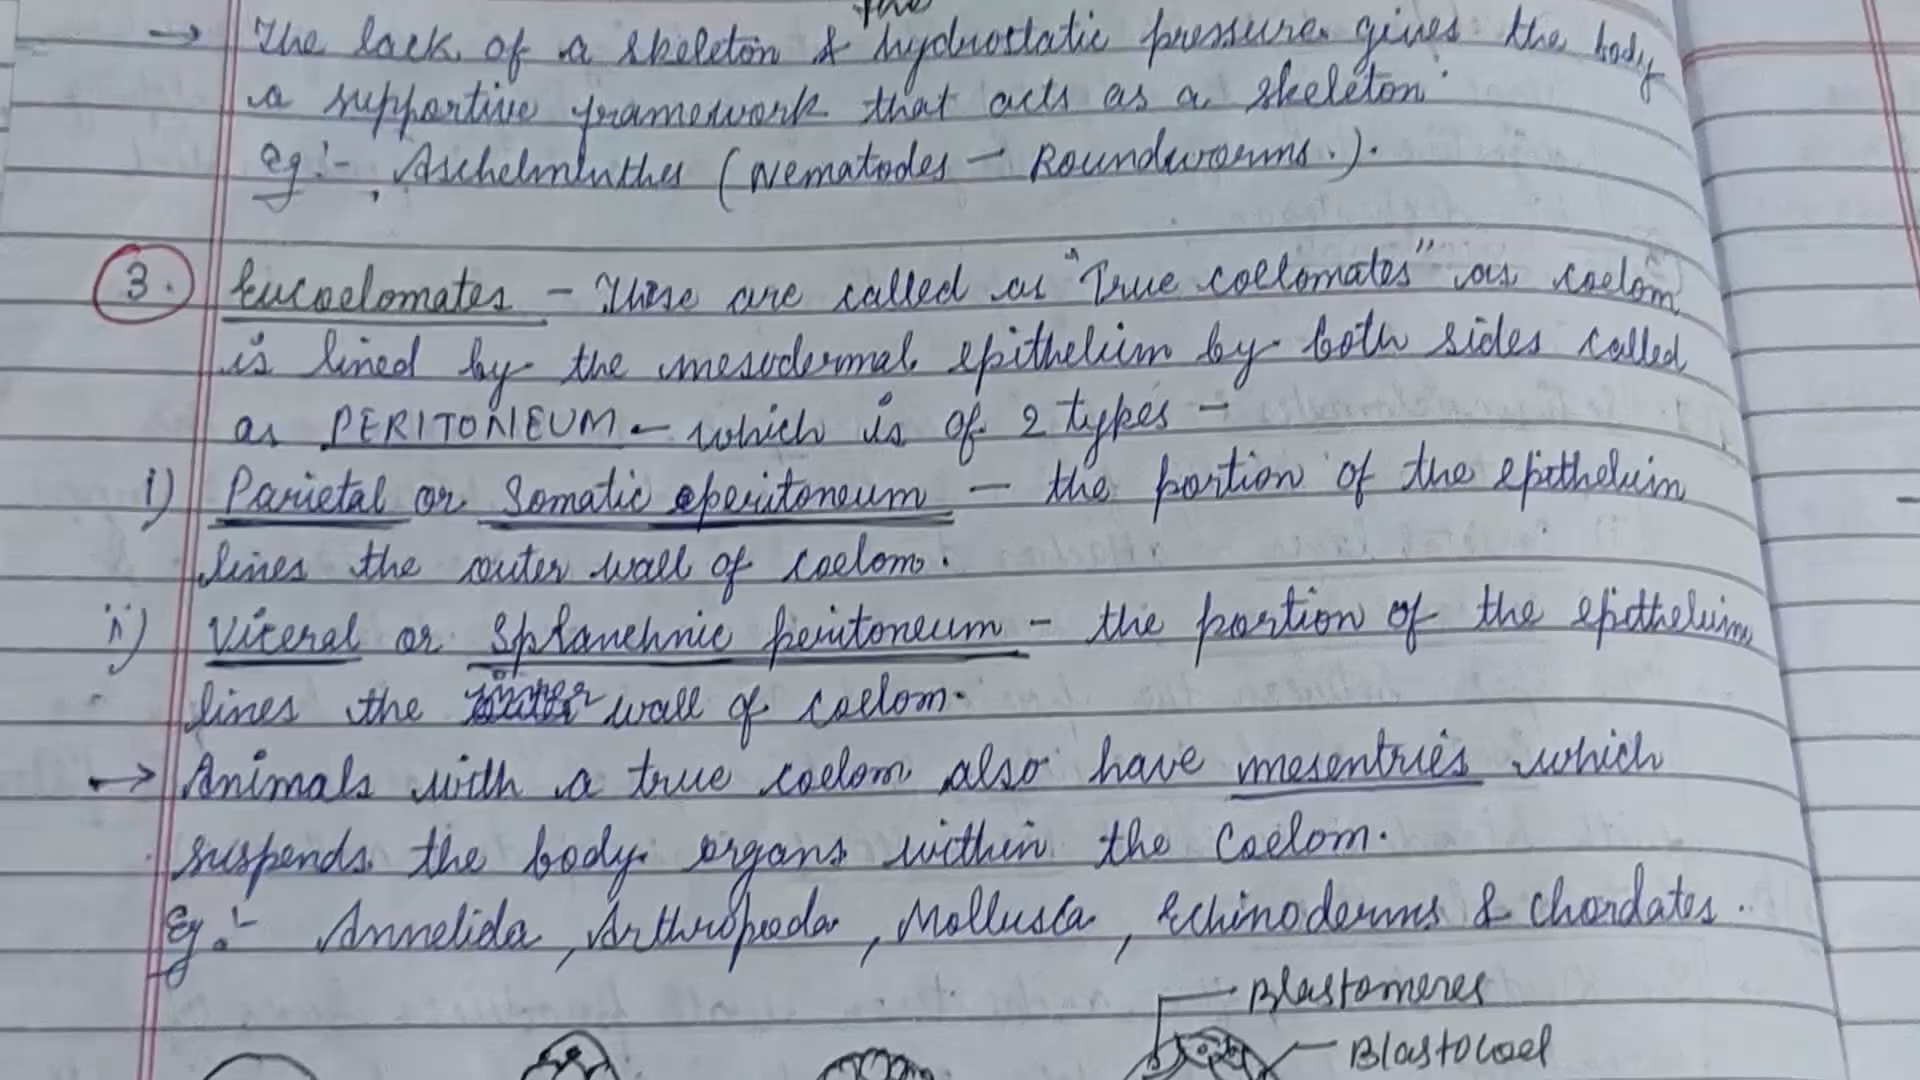 The
→ The lack of a skeleton & hydrostatic pressure gives the body
a supportive framework that acts as a skeleton.
eg:- Aschelminthes (Nematodes - Roundworms.).
3. Eucoelomates - These are called as "True coelomates" as coelom
is lined by the mesodermal epithelium by both sides called
as PERITONEUM - which is of 2 types -
i) Parietal or Somatic peritoneum - the portion of the epithelium
lines the outer wall of coelom.
ii) Viceral or Splanchnic peritoneum - the portion of the epithelium
lines the inner wall of coelom.
→ Animals with a true coelom also have mesentries which
suspends the body organs within the coelom.
Eg:- Annelida, Arthropoda, Mollusca, Echinoderms & chordates.
Blastomeres
Blastocoel